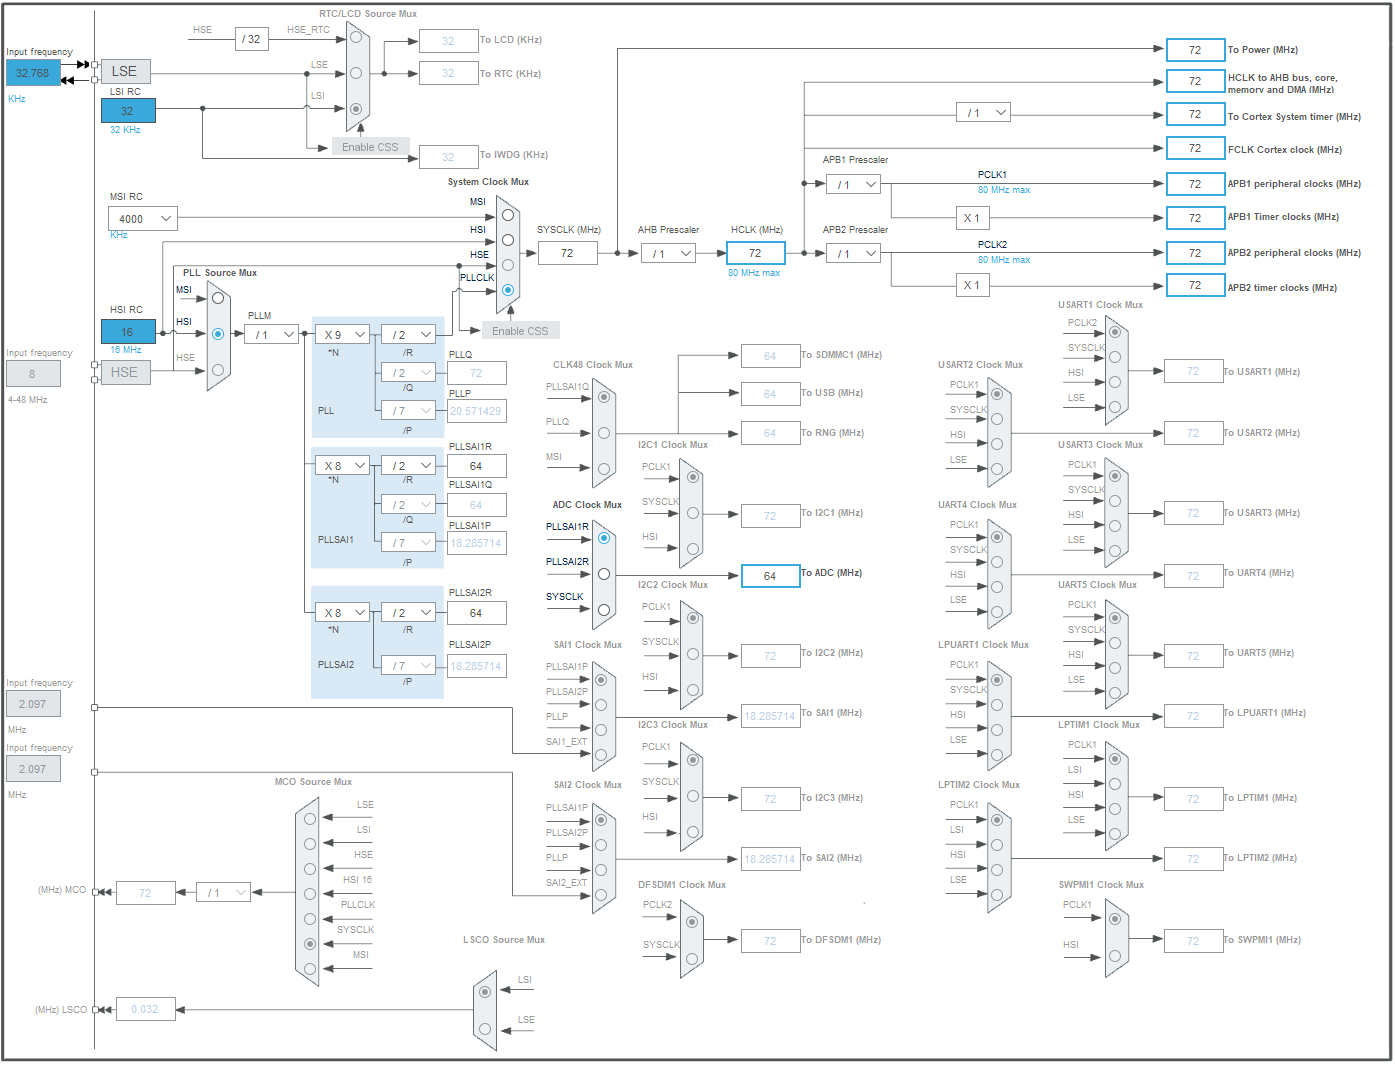 RTC/LCD Source Mux
HSE
/ 32
HSE_RTC
32
To LCD (KHz)
Input frequency
32.768
KHz
LSE
LSE
32
To RTC (KHz)
LSI RC
32
32 KHz
LSI
Enable CSS
32
To IWDG (KHz)
72
To Power (MHz)
72
HCLK to AHB bus, core,
memory and DMA (MHz)
/ 1
72
To Cortex System timer (MHz)
72
FCLK Cortex clock (MHz)
APB1 Prescaler
/ 1
PCLK1
80 MHz max
72
APB1 peripheral clocks (MHz)
X 1
72
APB1 Timer clocks (MHz)
System Clock Mux
MSI RC
4000
KHz
MSI
HSI
HSE
PLLCLK
Enable CSS
SYSCLK (MHz)
72
AHB Prescaler
/ 1
HCLK (MHz)
72
80 MHz max
APB2 Prescaler
/ 1
PCLK2
80 MHz max
72
APB2 peripheral clocks (MHz)
X 1
72
APB2 timer clocks (MHz)
PLL Source Mux
MSI
HSI
HSE
HSI RC
16
16 MHz
Input frequency
8
4-48 MHz
HSE
PLLM
/ 1
X 9
*N
/ 2
/R
PLLQ
/ 2
72
/Q
PLLP
PLL
/ 7
20.571429
/P
PLLSAI1R
X 8
*N
/ 2
64
/R
PLLSAI1Q
/ 2
64
/Q
PLLSAI1P
PLLSAI1
/ 7
18.285714
/P
PLLSAI2R
X 8
*N
/ 2
64
/R
PLLSAI2P
PLLSAI2
/ 7
18.285714
/P
CLK48 Clock Mux
PLLSAI1Q
PLLQ
MSI
64
To SDMMC1 (MHz)
64
To USB (MHz)
64
To RNG (MHz)
I2C1 Clock Mux
PCLK1
SYSCLK
HSI
72
To I2C1 (MHz)
ADC Clock Mux
PLLSAI1R
PLLSAI2R
SYSCLK
64
To ADC (MHz)
I2C2 Clock Mux
PCLK1
SYSCLK
HSI
72
To I2C2 (MHz)
SAI1 Clock Mux
PLLSAI1P
PLLSAI2P
PLLP
SAI1_EXT
18.285714
To SAI1 (MHz)
I2C3 Clock Mux
PCLK1
SYSCLK
HSI
72
To I2C3 (MHz)
SAI2 Clock Mux
PLLSAI1P
PLLSAI2P
PLLP
SAI2_EXT
18.285714
To SAI2 (MHz)
DFSDM1 Clock Mux
PCLK2
SYSCLK
72
To DFSDM1 (MHz)
USART1 Clock Mux
PCLK2
SYSCLK
HSI
LSE
72
To USART1 (MHz)
USART2 Clock Mux
PCLK1
SYSCLK
HSI
LSE
72
To USART2 (MHz)
USART3 Clock Mux
PCLK1
SYSCLK
HSI
LSE
72
To USART3 (MHz)
UART4 Clock Mux
PCLK1
SYSCLK
HSI
LSE
72
To UART4 (MHz)
UART5 Clock Mux
PCLK1
SYSCLK
HSI
LSE
72
To UART5 (MHz)
LPUART1 Clock Mux
PCLK1
SYSCLK
HSI
LSE
72
To LPUART1 (MHz)
LPTIM1 Clock Mux
PCLK1
LSI
HSI
LSE
72
To LPTIM1 (MHz)
LPTIM2 Clock Mux
PCLK1
LSI
HSI
LSE
72
To LPTIM2 (MHz)
SWPMI1 Clock Mux
PCLK1
HSI
72
To SWPMI1 (MHz)
Input frequency
2.097
MHz
Input frequency
2.097
MHz
MCO Source Mux
LSE
LSI
HSE
HSI 16
PLLCLK
SYSCLK
MSI
(MHz) MCO
72
/ 1
LSCO Source Mux
LSI
LSE
(MHz) LSCO
0.032